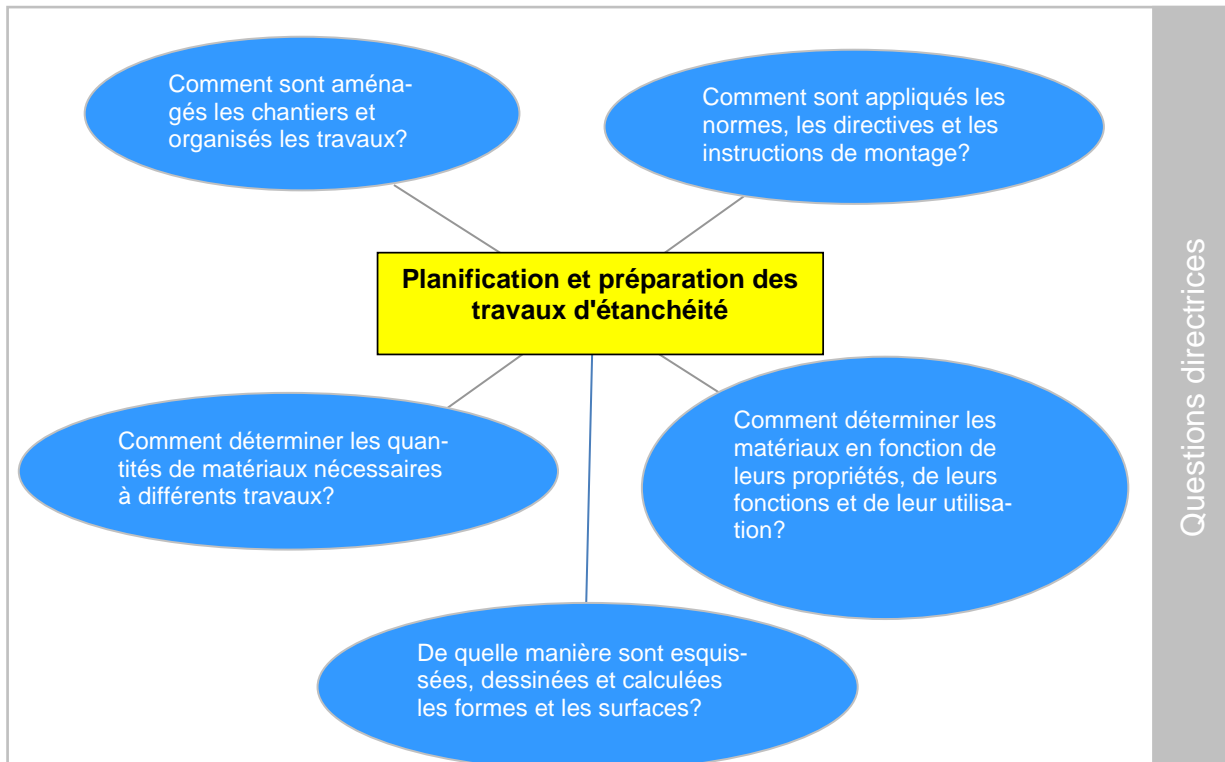 Comment sont aména-
gés les chantiers et
organisés les travaux?
Comment sont appliqués les
normes, les directives et les
instructions de montage?
Planification et préparation des
travaux d'étanchéité
Comment déterminer les quan-
tités de matériaux nécessaires
à différents travaux?
Comment déterminer les
matériaux en fonction de
leurs propriétés, de leurs
fonctions et de leur utilisa-
tion?
De quelle manière sont esquis-
sées, dessinées et calculées
les formes et les surfaces?
Questions directrices